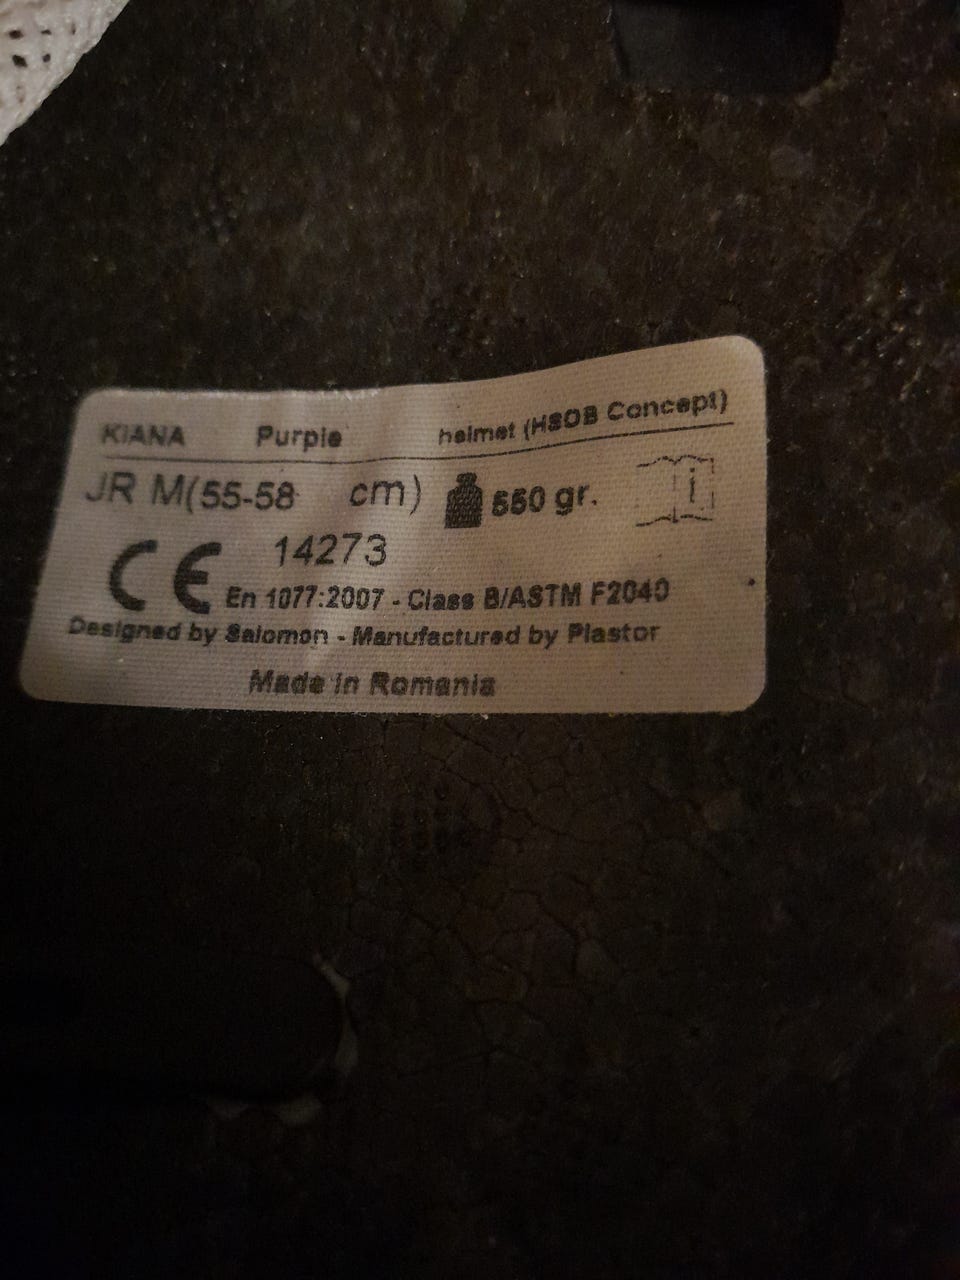 KIANA Purple helmet (HSOB Concept)
JR M(55-58 cm) 550 gr. i
CE 14273
En 1077:2007 - Class B/ASTM F2040
Designed by Salomon - Manufactured by Plastor
Made in Romania